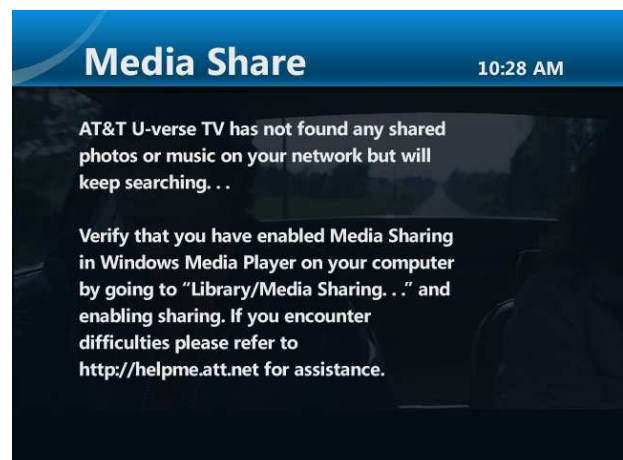 Media Share
10:28 AM
AT&T U-verse TV has not found any shared
photos or music on your network but will
keep searching. . .
Verify that you have enabled Media Sharing
in Windows Media Player on your computer
by going to “Library/Media Sharing. . .” and
enabling sharing. If you encounter
difficulties please refer to
http://helpme.att.net for assistance.